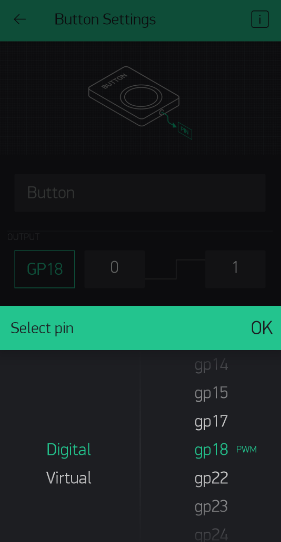 Button Settings
BUTTON
PIN
Button
OUTPUT
GP18 0 1
Select pin OK
gp14
gp15
gp17
Digital gp18 PWM
Virtual gp22
gp23
gp24